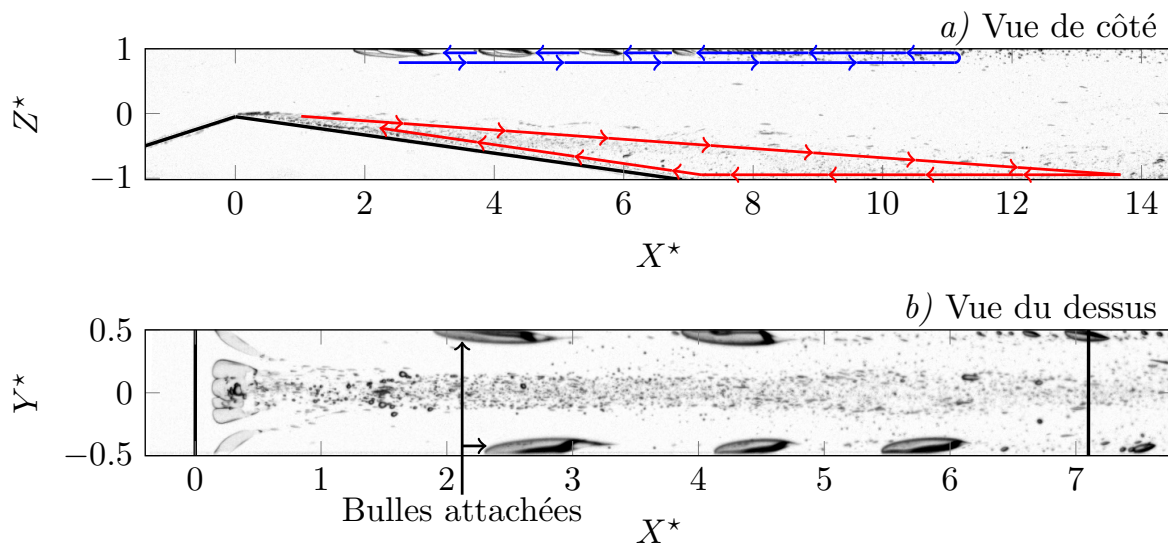 a) Vue de côté
1
0
−1
Z⋆
0 2 4 6 8 10 12 14
X⋆
b) Vue du dessus
0.5
0
−0.5
Y⋆
0 1 2 3 4 5 6 7
Bulles attachées
X⋆